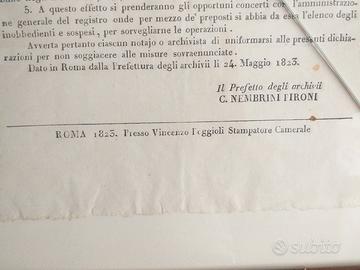 5. A questo effetto si prenderanno gli opportuni concerti con l'amministrazio-
ne generale del registro onde per mezzo de' preposti si abbia da essa l'elenco degli
inobbedienti e sospesi, per sorvegliarne le operazioni.
Averta pertanto ciascun notajo o archivista di uniformarsi alle presenti dichia-
razioni per non soggiacere alle misure sovraenunciate.
Dato in Roma dalla Prefettura degli archivii li 24. Maggio 1823.
Il Prefetto degli archivii
C. NEMBRINI PIRONI
ROMA 1823. Presso Vincenzo Poggioli Stampatore Camerale
subito